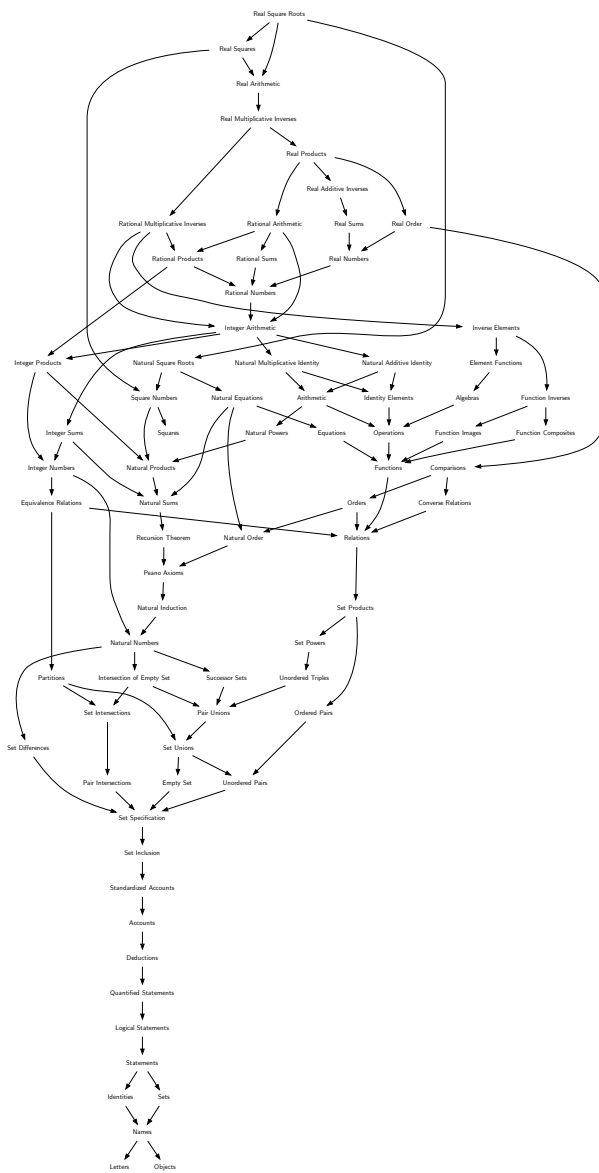 Real Square Roots
Real Squares
Real Arithmetic
Real Multiplicative Inverses
Real Products
Real Additive Inverses
Rational Multiplicative Inverses Rational Arithmetic Real Sums Real Order
Rational Products Rational Sums Real Numbers
Rational Numbers
Integer Arithmetic Inverse Elements
Integer Products Natural Square Roots Natural Multiplicative Identity Natural Additive Identity Element Functions
Square Numbers Natural Equations Arithmetic Identity Elements Algebras Function Inverses
Integer Sums Squares Natural Powers Equations Operations Function Images Function Composites
Integer Numbers Natural Products Functions Comparisons
Equivalence Relations Natural Sums Orders Converse Relations
Recursion Theorem Natural Order Relations
Peano Axioms
Natural Induction Set Products
Natural Numbers Set Powers
Partitions Intersection of Empty Set Successor Sets Unordered Triples
Set Intersections Pair Unions Ordered Pairs
Set Differences Set Unions
Pair Intersections Empty Set Unordered Pairs
Set Specification
Set Inclusion
Standardized Accounts
Accounts
Deductions
Quantified Statements
Logical Statements
Statements
Identities Sets
Names
Letters Objects